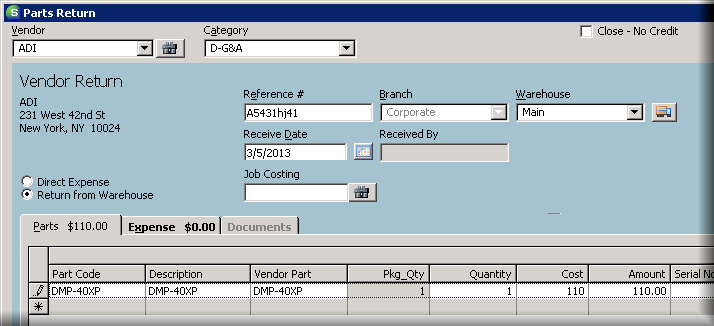 S Parts Return
Vendor Category
ADI D-G&A Close - No Credit
Vendor Return
ADI
231 West 42nd St
New York, NY 10024
Reference # Branch Warehouse
A5431hj41 Corporate Main
Receive Date Received By
3/5/2013
Job Costing
Direct Expense
Return from Warehouse
Parts $110.00 Expense $0.00 Documents
Part Code Description Vendor Part Pkg_Qty Quantity Cost Amount Serial No
DMP-40XP DMP-40XP DMP-40XP 1 1 110 110.00